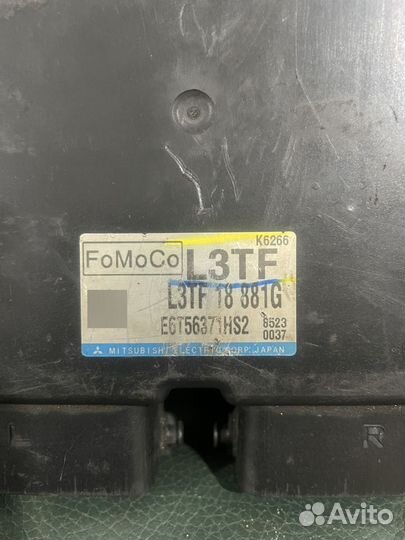 K6266
FoMoCo L3TF
L3TF 18 881G
E6T56371HS2 8523
0037
MITSUBISHI ELECTRIC CORP. JAPAN
L R
Avito